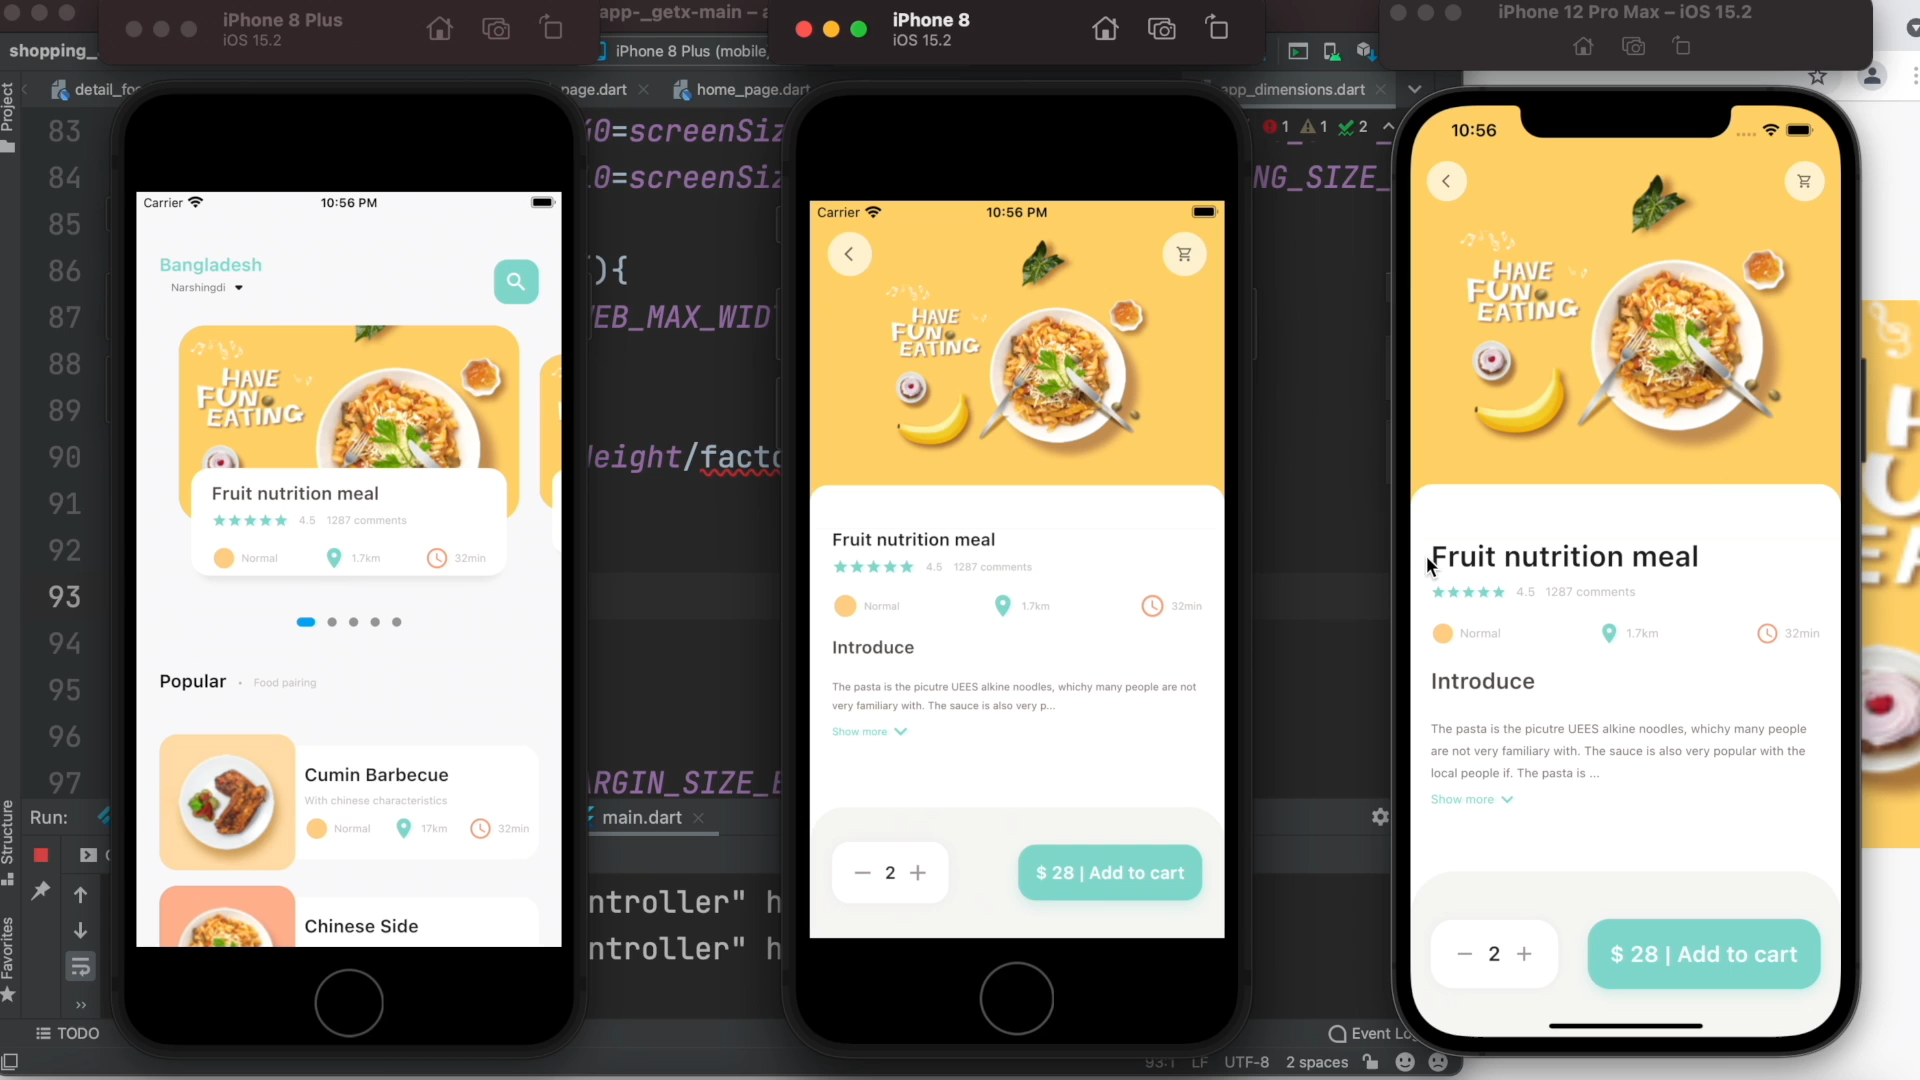 iPhone 8 Plus
iOS 15.2
app-_getx-main –
iPhone 8
iOS 15.2
iPhone 12 Pro Max – iOS 15.2
shopping_
iPhone 8 Plus (mobile)
detail_fo
page.dart
home_page.dart
app_dimensions.dart
Project
83
84
85
86
87
88
89
90
91
92
93
94
95
96
97
0=screenSiz
0=screenSiz
NG_SIZE_
){
WEB_MAX_WIDT
Height/facto
ARGIN_SIZE_E
1 1 2
Carrier
10:56 PM
Bangladesh
Narshingdi
HAVE
FUN
EATING
Fruit nutrition meal
4.5 1287 comments
Normal 1.7km 32min
Popular • Food pairing
Cumin Barbecue
With chinese characteristics
Normal 17km 32min
Chinese Side
Carrier
10:56 PM
HAVE
FUN
EATING
Fruit nutrition meal
4.5 1287 comments
Normal 1.7km 32min
Introduce
The pasta is the picutre UEES alkine noodles, whichy many people are not
very familiary with. The sauce is also very p...
Show more
− 2 +
$ 28 | Add to cart
10:56
HAVE
FUN
EATING
Fruit nutrition meal
4.5 1287 comments
Normal 1.7km 32min
Introduce
The pasta is the picutre UEES alkine noodles, whichy many people
are not very familiary with. The sauce is also very popular with the
local people if. The pasta is ...
Show more
− 2 +
$ 28 | Add to cart
Run:
main.dart
ntroller" h
ntroller" h
Structure
Favorites
TODO
Event Log
93:1 LF UTF-8 2 spaces